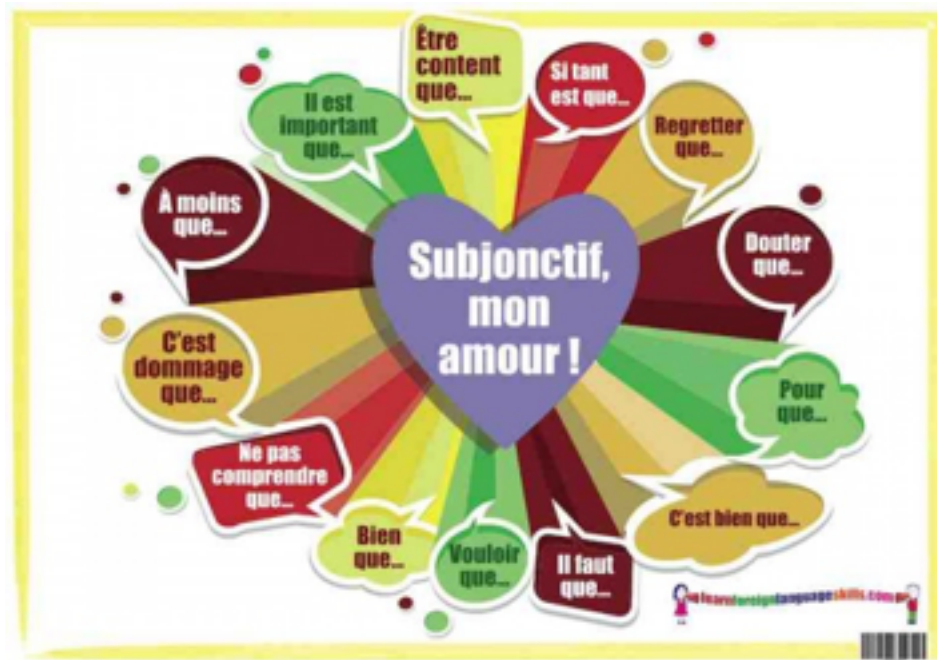 Être
content
que...
Si tant
est que...
Il est
important
que...
Regretter
que...
À moins
que...
Douter
que...
Subjonctif,
mon
amour !
C'est
dommage
que...
Pour
que...
Ne pas
comprendre
que...
C'est bien que...
Bien
que...
Vouloir
que...
Il faut
que...
learnforeignlanguageskills.com